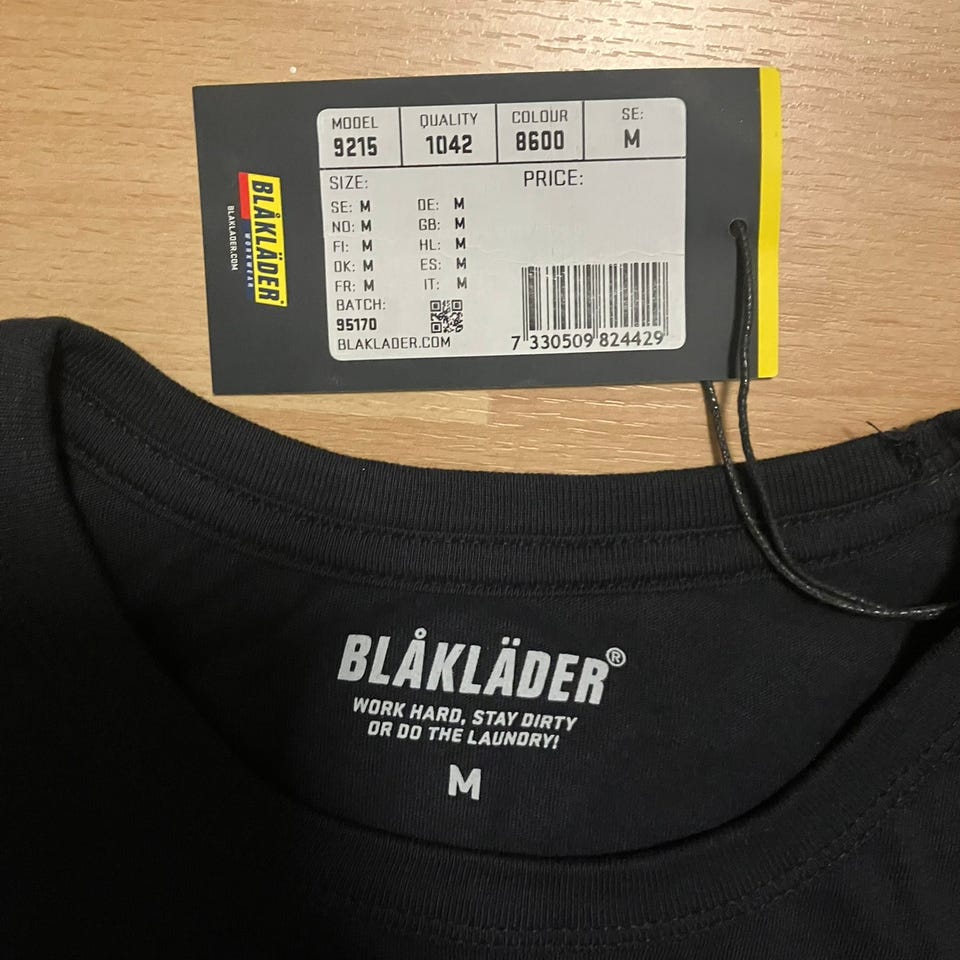 MODEL 9215
QUALITY 1042
COLOUR 8600
SE: M
SIZE:
PRICE:
SE: M
NO: M
FI: M
DK: M
FR: M
DE: M
GB: M
HL: M
ES: M
IT: M
BATCH:
95170
BLAKLADER.COM
7 330509 824429
BLÅKLÄDER®
WORKWEAR
BLAKLADER.COM
BLÅKLÄDER®
WORK HARD, STAY DIRTY
OR DO THE LAUNDRY!
M